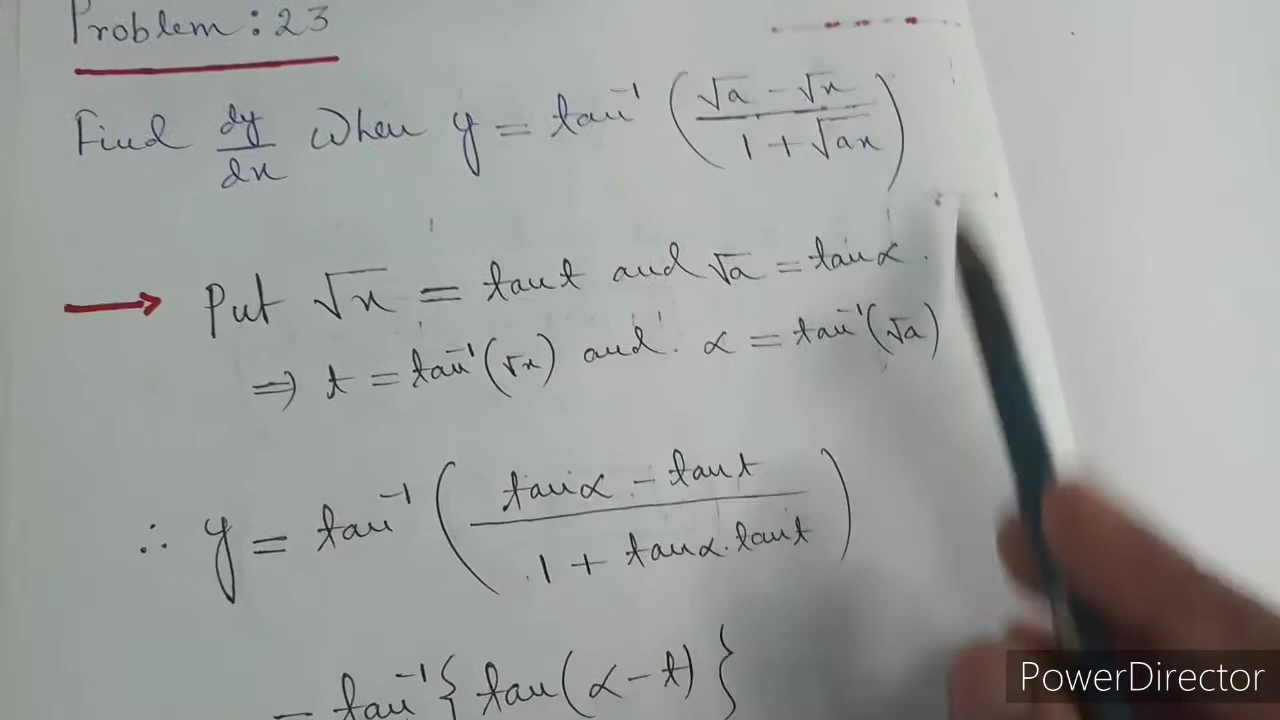 Problem: 23
Find dy/dx when y = tan⁻¹ ( (√a - √x) / (1 + √ax) )
Put √x = tan t and √a = tan α.
⇒ t = tan⁻¹(√x) and α = tan⁻¹(√a)
∴ y = tan⁻¹ ( (tan α - tan t) / (1 + tan α . tan t) )
= tan⁻¹ { tan(α - t) }
PowerDirector